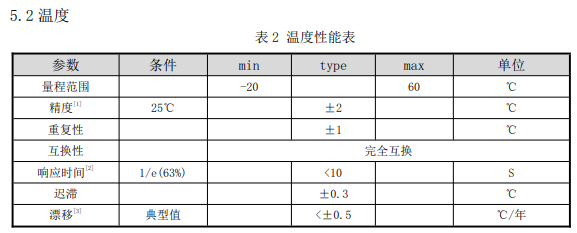 5.2 温度
表 2 温度性能表
参数 条件 min type max 单位
量程范围 -20 60 ℃
精度[1] 25℃ ±2 ℃
重复性 ±1 ℃
互换性 完全互换
响应时间[2] 1/e(63%) <10 S
迟滞 ±0.3 ℃
漂移[3] 典型值 <±0.5 ℃/年